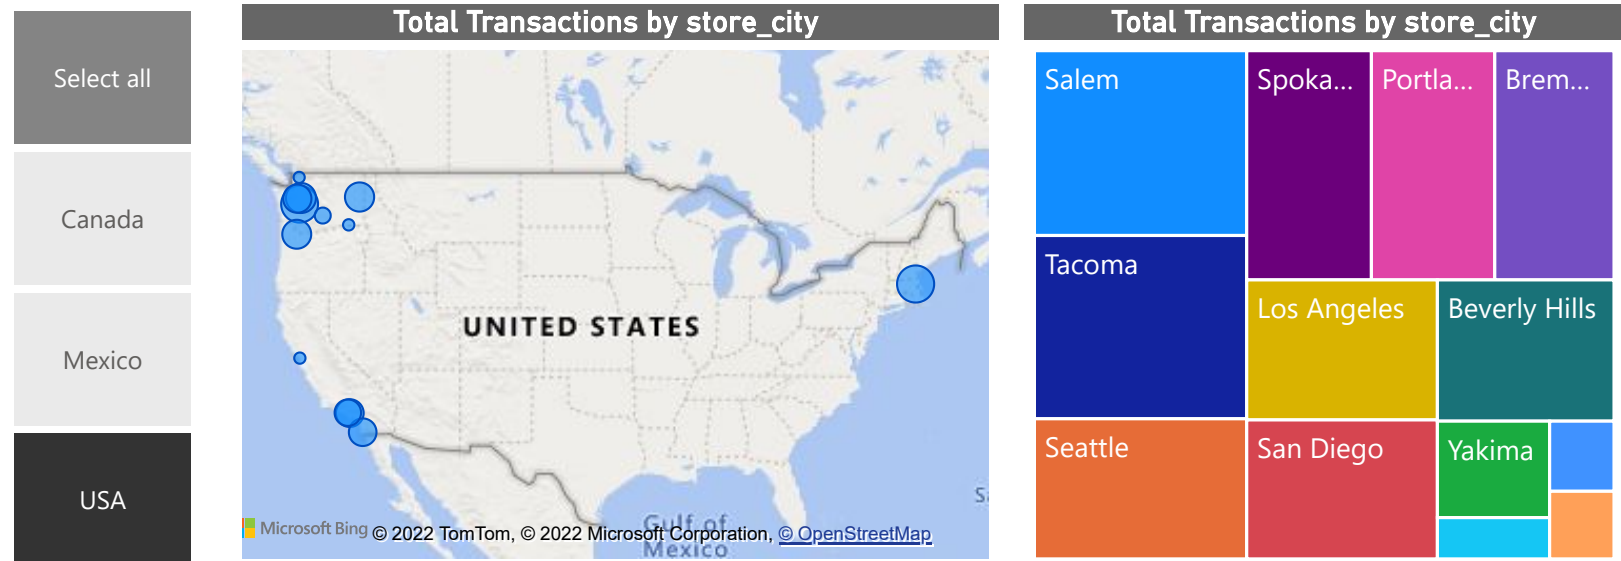 Select all
Canada
Mexico
USA
Total Transactions by store_city
UNITED STATES
Gulf of
Mexico
Microsoft Bing
© 2022 TomTom, © 2022 Microsoft Corporation, © OpenStreetMap
Total Transactions by store_city
Salem
Spoka...
Portla...
Brem...
Tacoma
Los Angeles
Beverly Hills
Seattle
San Diego
Yakima